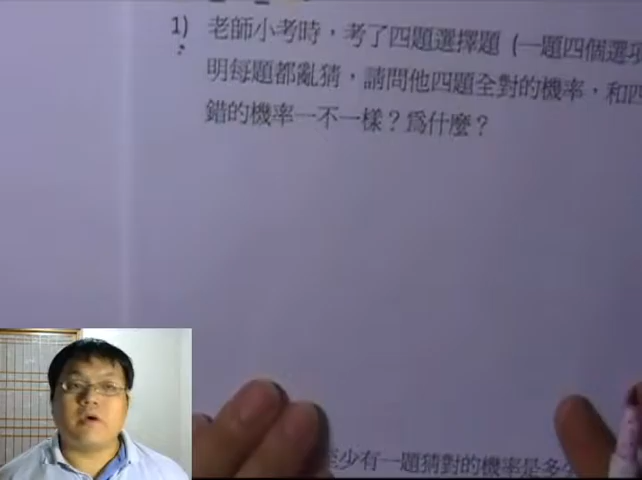 1) 老師小考時，考了四題選擇題 (一題四個選項
明每題都亂猜，請問他四題全對的機率，和四
錯的機率一不一樣？為什麼？
至少有一題猜對的機率是多少